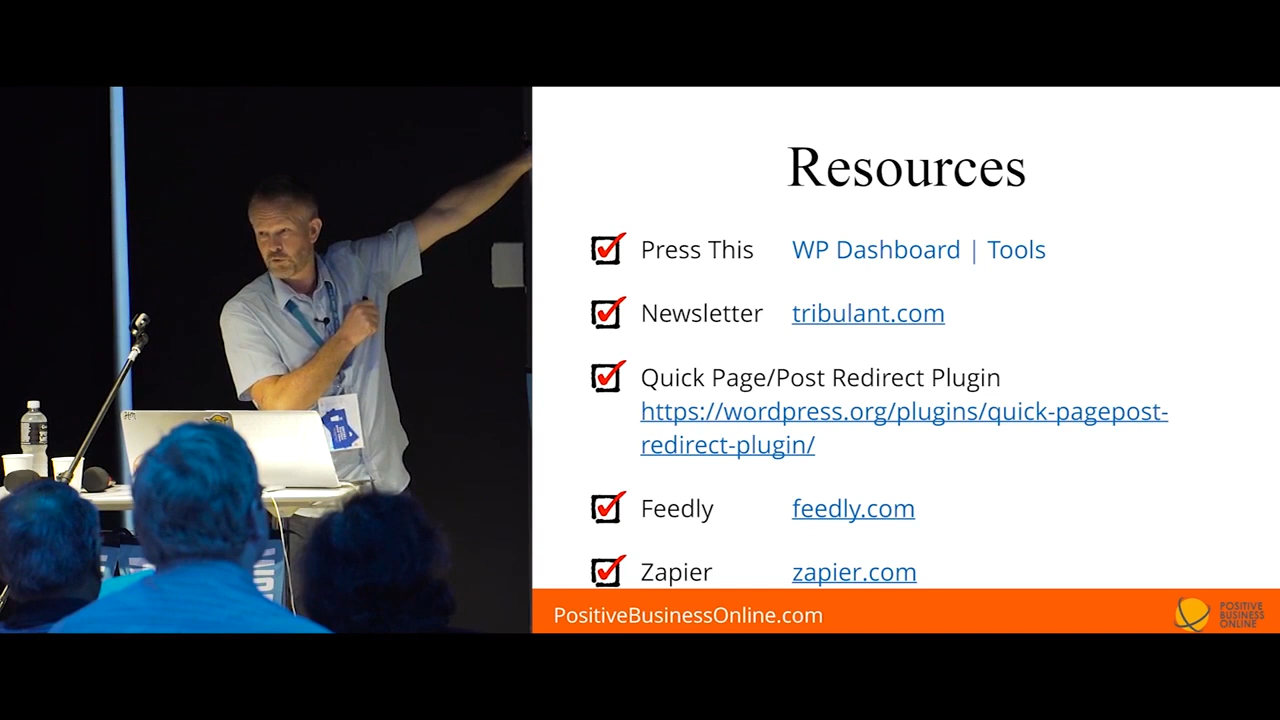 Resources
Press This WP Dashboard | Tools
Newsletter tribulant.com
Quick Page/Post Redirect Plugin
https://wordpress.org/plugins/quick-pagepost-
redirect-plugin/
Feedly feedly.com
Zapier zapier.com
PositiveBusinessOnline.com
POSITIVE
BUSINESS
ONLINE